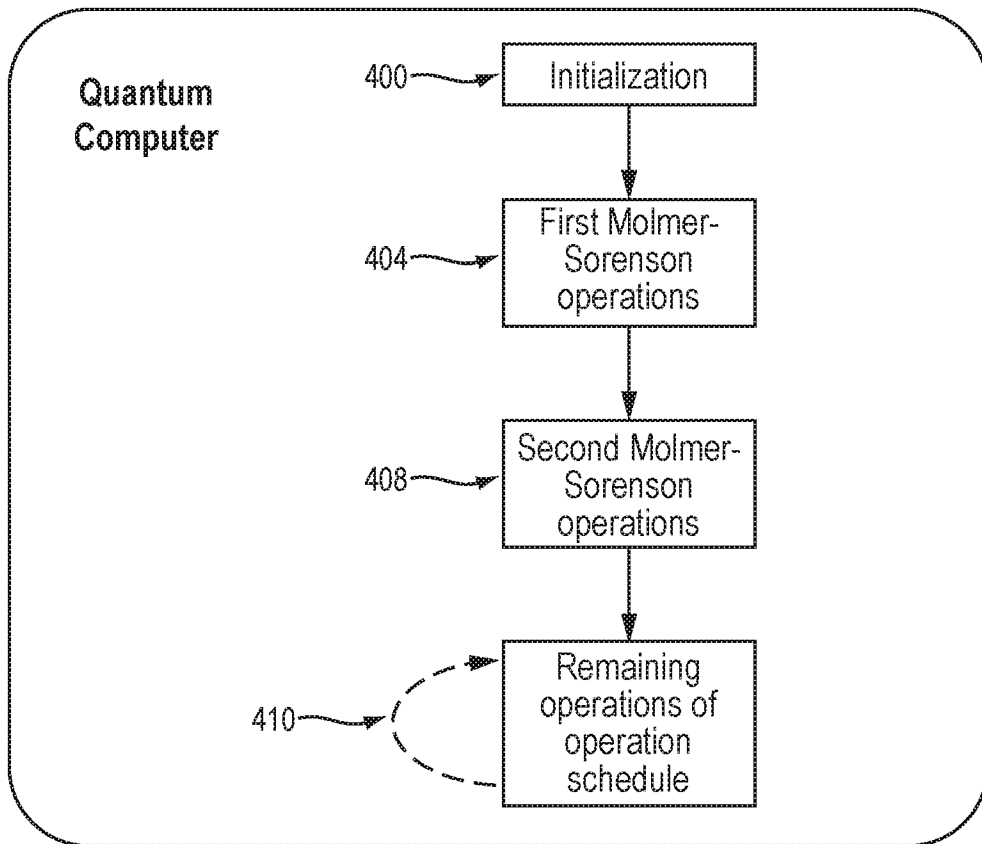 Quantum
Computer
400
Initialization
404
First Molmer-
Sorenson
operations
408
Second Molmer-
Sorenson
operations
410
Remaining
operations of
operation
schedule